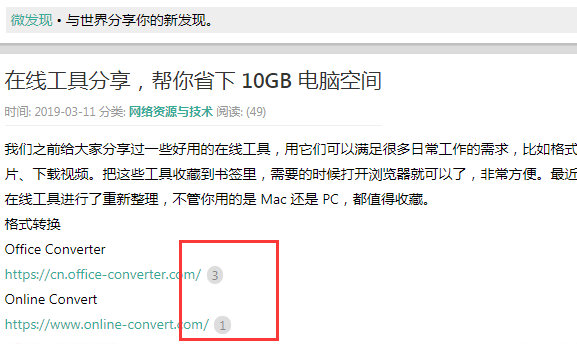 微发现 • 与世界分享你的新发现。
在线工具分享，帮你省下 10GB 电脑空间
时间: 2019-03-11 分类: 网络资源与技术 阅读: (49)
我们之前给大家分享过一些好用的在线工具，用它们可以满足很多日常工作的需求，比如格式
片、下载视频。把这些工具收藏到书签里，需要的时候打开浏览器就可以了，非常方便。最近
在线工具进行了重新整理，不管你用的是 Mac 还是 PC，都值得收藏。
格式转换
Office Converter
https://cn.office-converter.com/ 3
Online Convert
https://www.online-convert.com/ 1